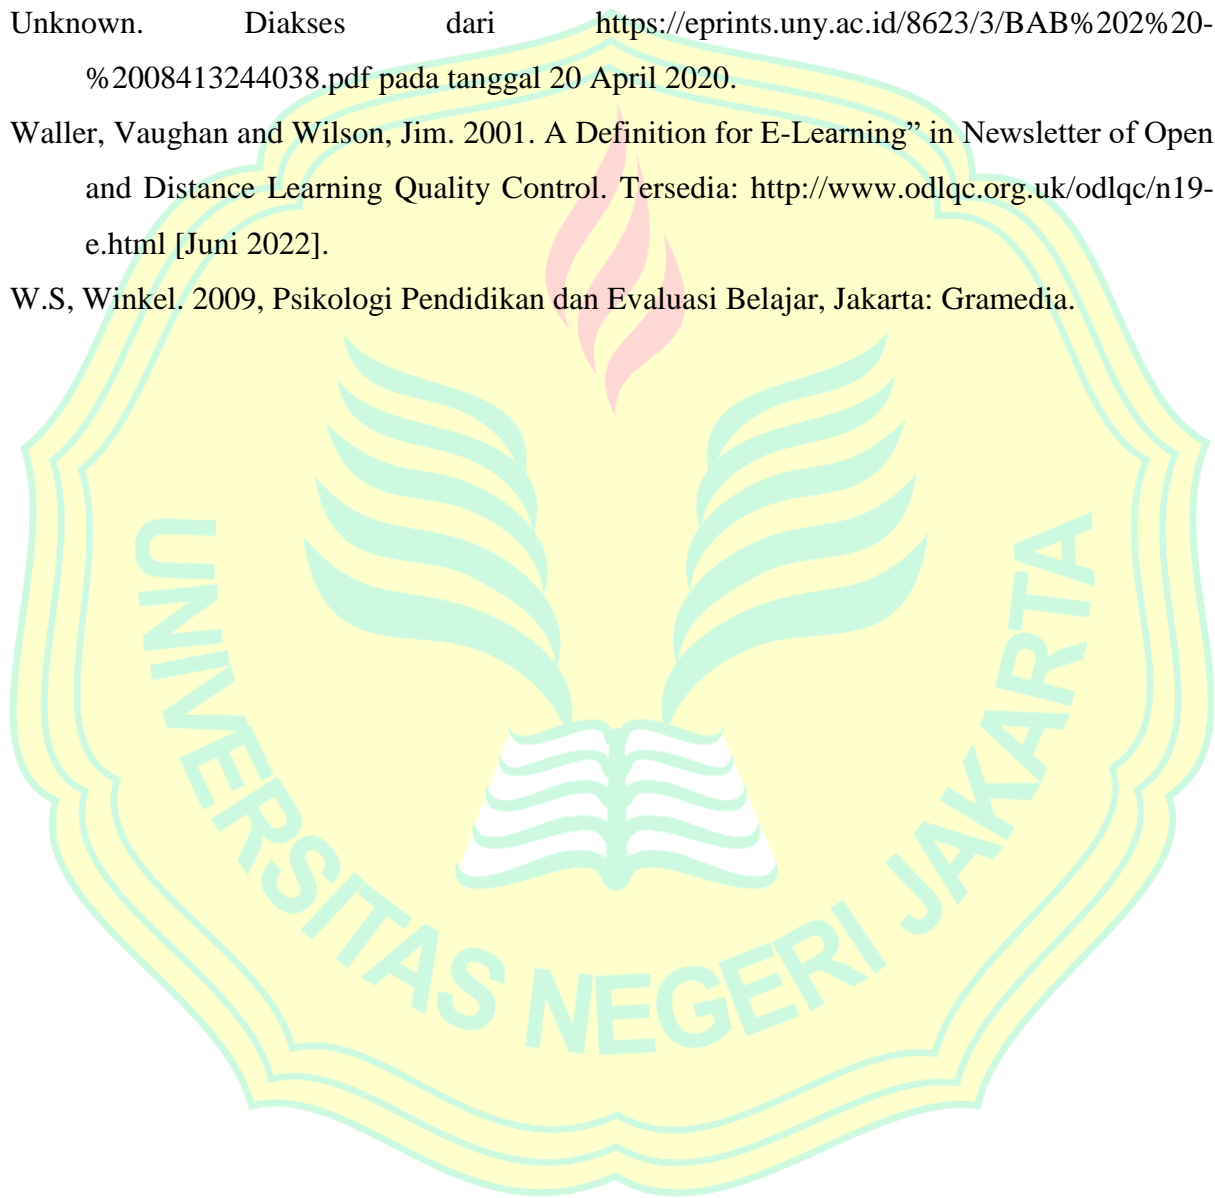 Unknown. Diakses dari https://eprints.uny.ac.id/8623/3/BAB%202%20-
%2008413244038.pdf pada tanggal 20 April 2020.
Waller, Vaughan and Wilson, Jim. 2001. A Definition for E-Learning” in Newsletter of Open
and Distance Learning Quality Control. Tersedia: http://www.odlqc.org.uk/odlqc/n19-
e.html [Juni 2022].
W.S, Winkel. 2009, Psikologi Pendidikan dan Evaluasi Belajar, Jakarta: Gramedia.
UNIVERSITAS NEGERI JAKARTA